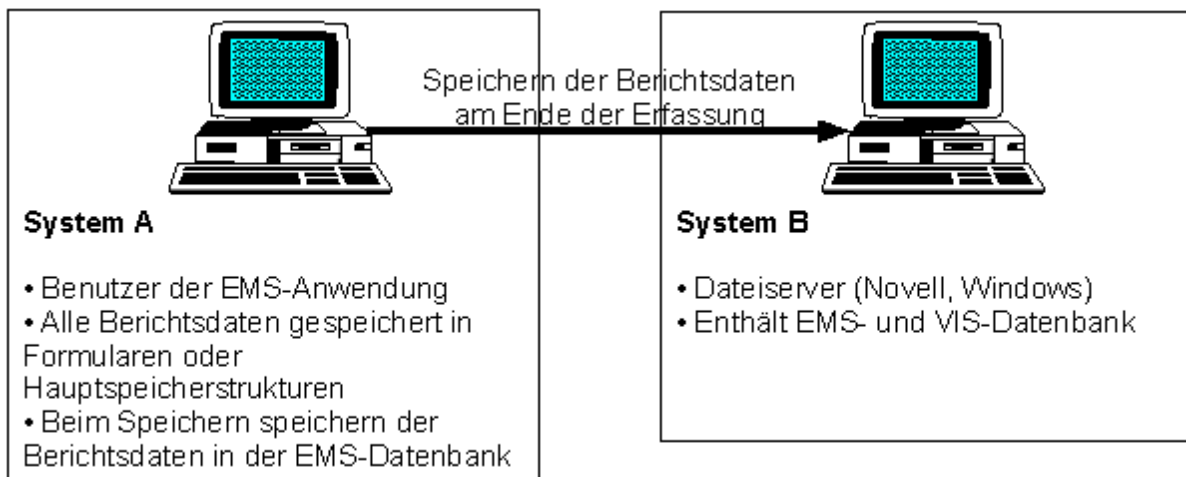 Speichern der Berichtsdaten
am Ende der Erfassung
System A
• Benutzer der EMS-Anwendung
• Alle Berichtsdaten gespeichert in
Formularen oder
Hauptspeicherstrukturen
• Beim Speichern speichern der
Berichtsdaten in der EMS-Datenbank
System B
• Dateiserver (Novell, Windows)
• Enthält EMS- und VIS-Datenbank